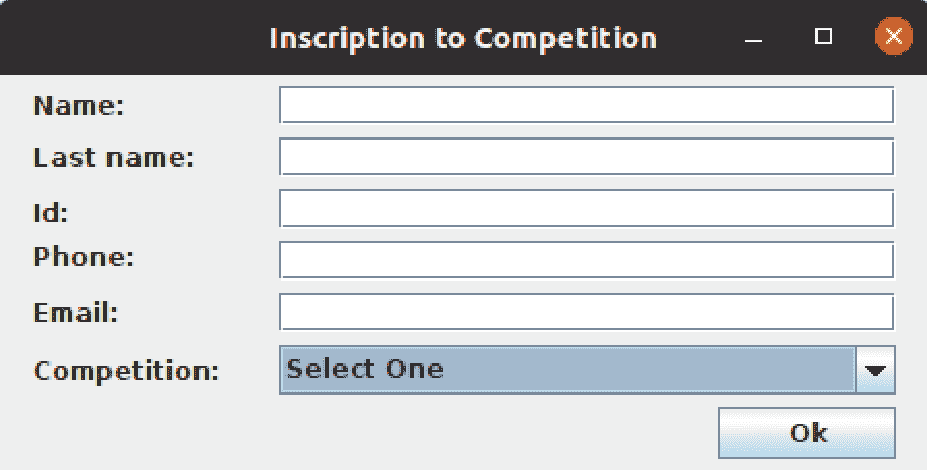 Inscription to Competition
Name:
Last name:
Id:
Phone:
Email:
Competition: Select One
Ok